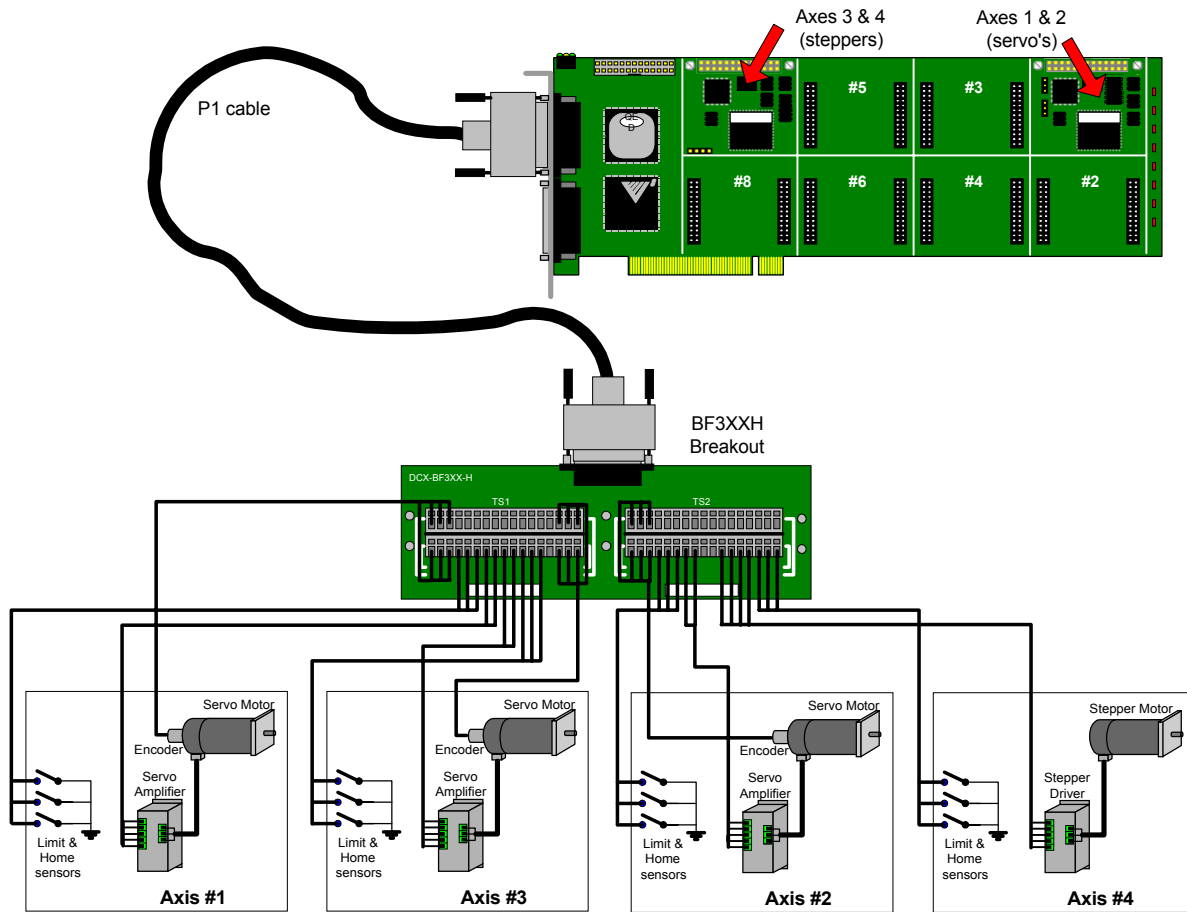 Axes 3 & 4
(steppers)
Axes 1 & 2
(servo's)
P1 cable
#5
#3
#8
#6
#4
#2
BF3XXH
Breakout
DCX-BF3XX-H
TS1
TS2
Servo Motor
Encoder
Servo
Amplifier
Limit &
Home
sensors
Axis #1
Servo Motor
Encoder
Servo
Amplifier
Limit &
Home
sensors
Axis #3
Servo Motor
Encoder
Servo
Amplifier
Limit &
Home
sensors
Axis #2
Stepper Motor
Stepper
Driver
Limit &
Home
sensors
Axis #4